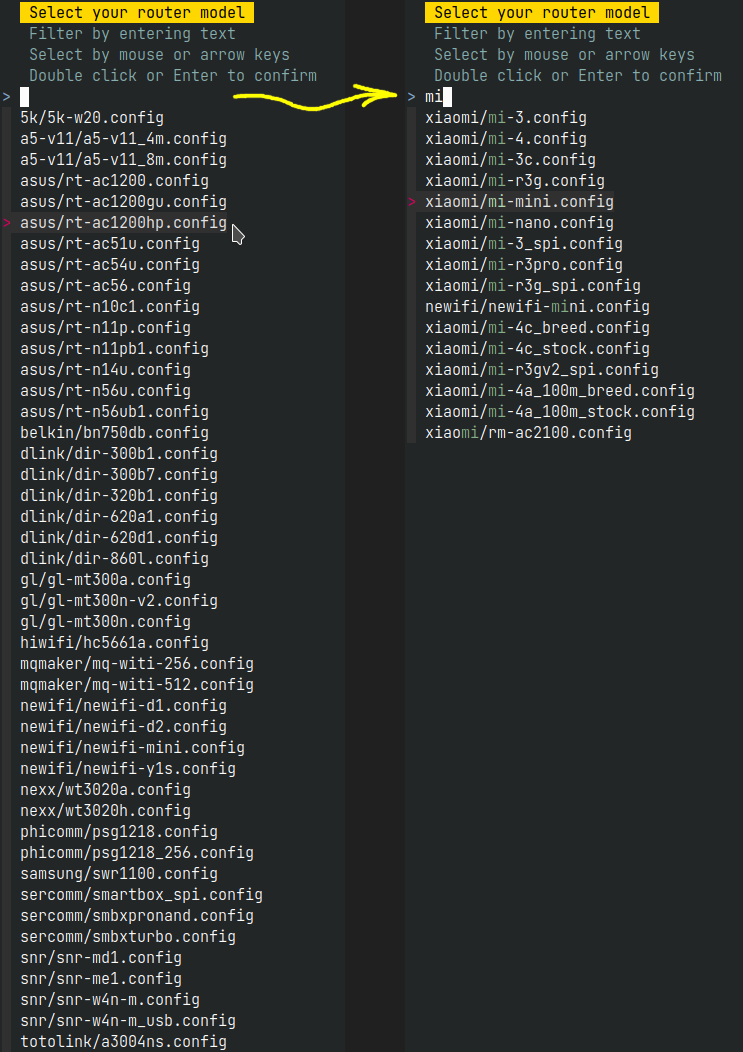 Select your router model
Filter by entering text
Select by mouse or arrow keys
Double click or Enter to confirm
>
5k/5k-w20.config
a5-v11/a5-v11_4m.config
a5-v11/a5-v11_8m.config
asus/rt-ac1200.config
asus/rt-ac1200gu.config
> asus/rt-ac1200hp.config
asus/rt-ac51u.config
asus/rt-ac54u.config
asus/rt-ac56.config
asus/rt-n10c1.config
asus/rt-n11p.config
asus/rt-n11pb1.config
asus/rt-n14u.config
asus/rt-n56u.config
asus/rt-n56ub1.config
belkin/bn750db.config
dlink/dir-300b1.config
dlink/dir-300b7.config
dlink/dir-320b1.config
dlink/dir-620a1.config
dlink/dir-620d1.config
dlink/dir-860l.config
gl/gl-mt300a.config
gl/gl-mt300n-v2.config
gl/gl-mt300n.config
hiwifi/hc5661a.config
mqmaker/mq-witi-256.config
mqmaker/mq-witi-512.config
newifi/newifi-d1.config
newifi/newifi-d2.config
newifi/newifi-mini.config
newifi/newifi-y1s.config
nexx/wt3020a.config
nexx/wt3020h.config
phicomm/psg1218.config
phicomm/psg1218_256.config
samsung/swr1100.config
sercomm/smartbox_spi.config
sercomm/smbxpronand.config
sercomm/smbxturbo.config
snr/snr-md1.config
snr/snr-me1.config
snr/snr-w4n-m.config
snr/snr-w4n-m_usb.config
totolink/a3004ns.config
Select your router model
Filter by entering text
Select by mouse or arrow keys
Double click or Enter to confirm
> mi
xiaomi/mi-3.config
xiaomi/mi-4.config
xiaomi/mi-3c.config
xiaomi/mi-r3g.config
> xiaomi/mi-mini.config
xiaomi/mi-nano.config
xiaomi/mi-3_spi.config
xiaomi/mi-r3pro.config
xiaomi/mi-r3g_spi.config
newifi/newifi-mini.config
xiaomi/mi-4c_breed.config
xiaomi/mi-4c_stock.config
xiaomi/mi-r3gv2_spi.config
xiaomi/mi-4a_100m_breed.config
xiaomi/mi-4a_100m_stock.config
xiaomi/rm-ac2100.config